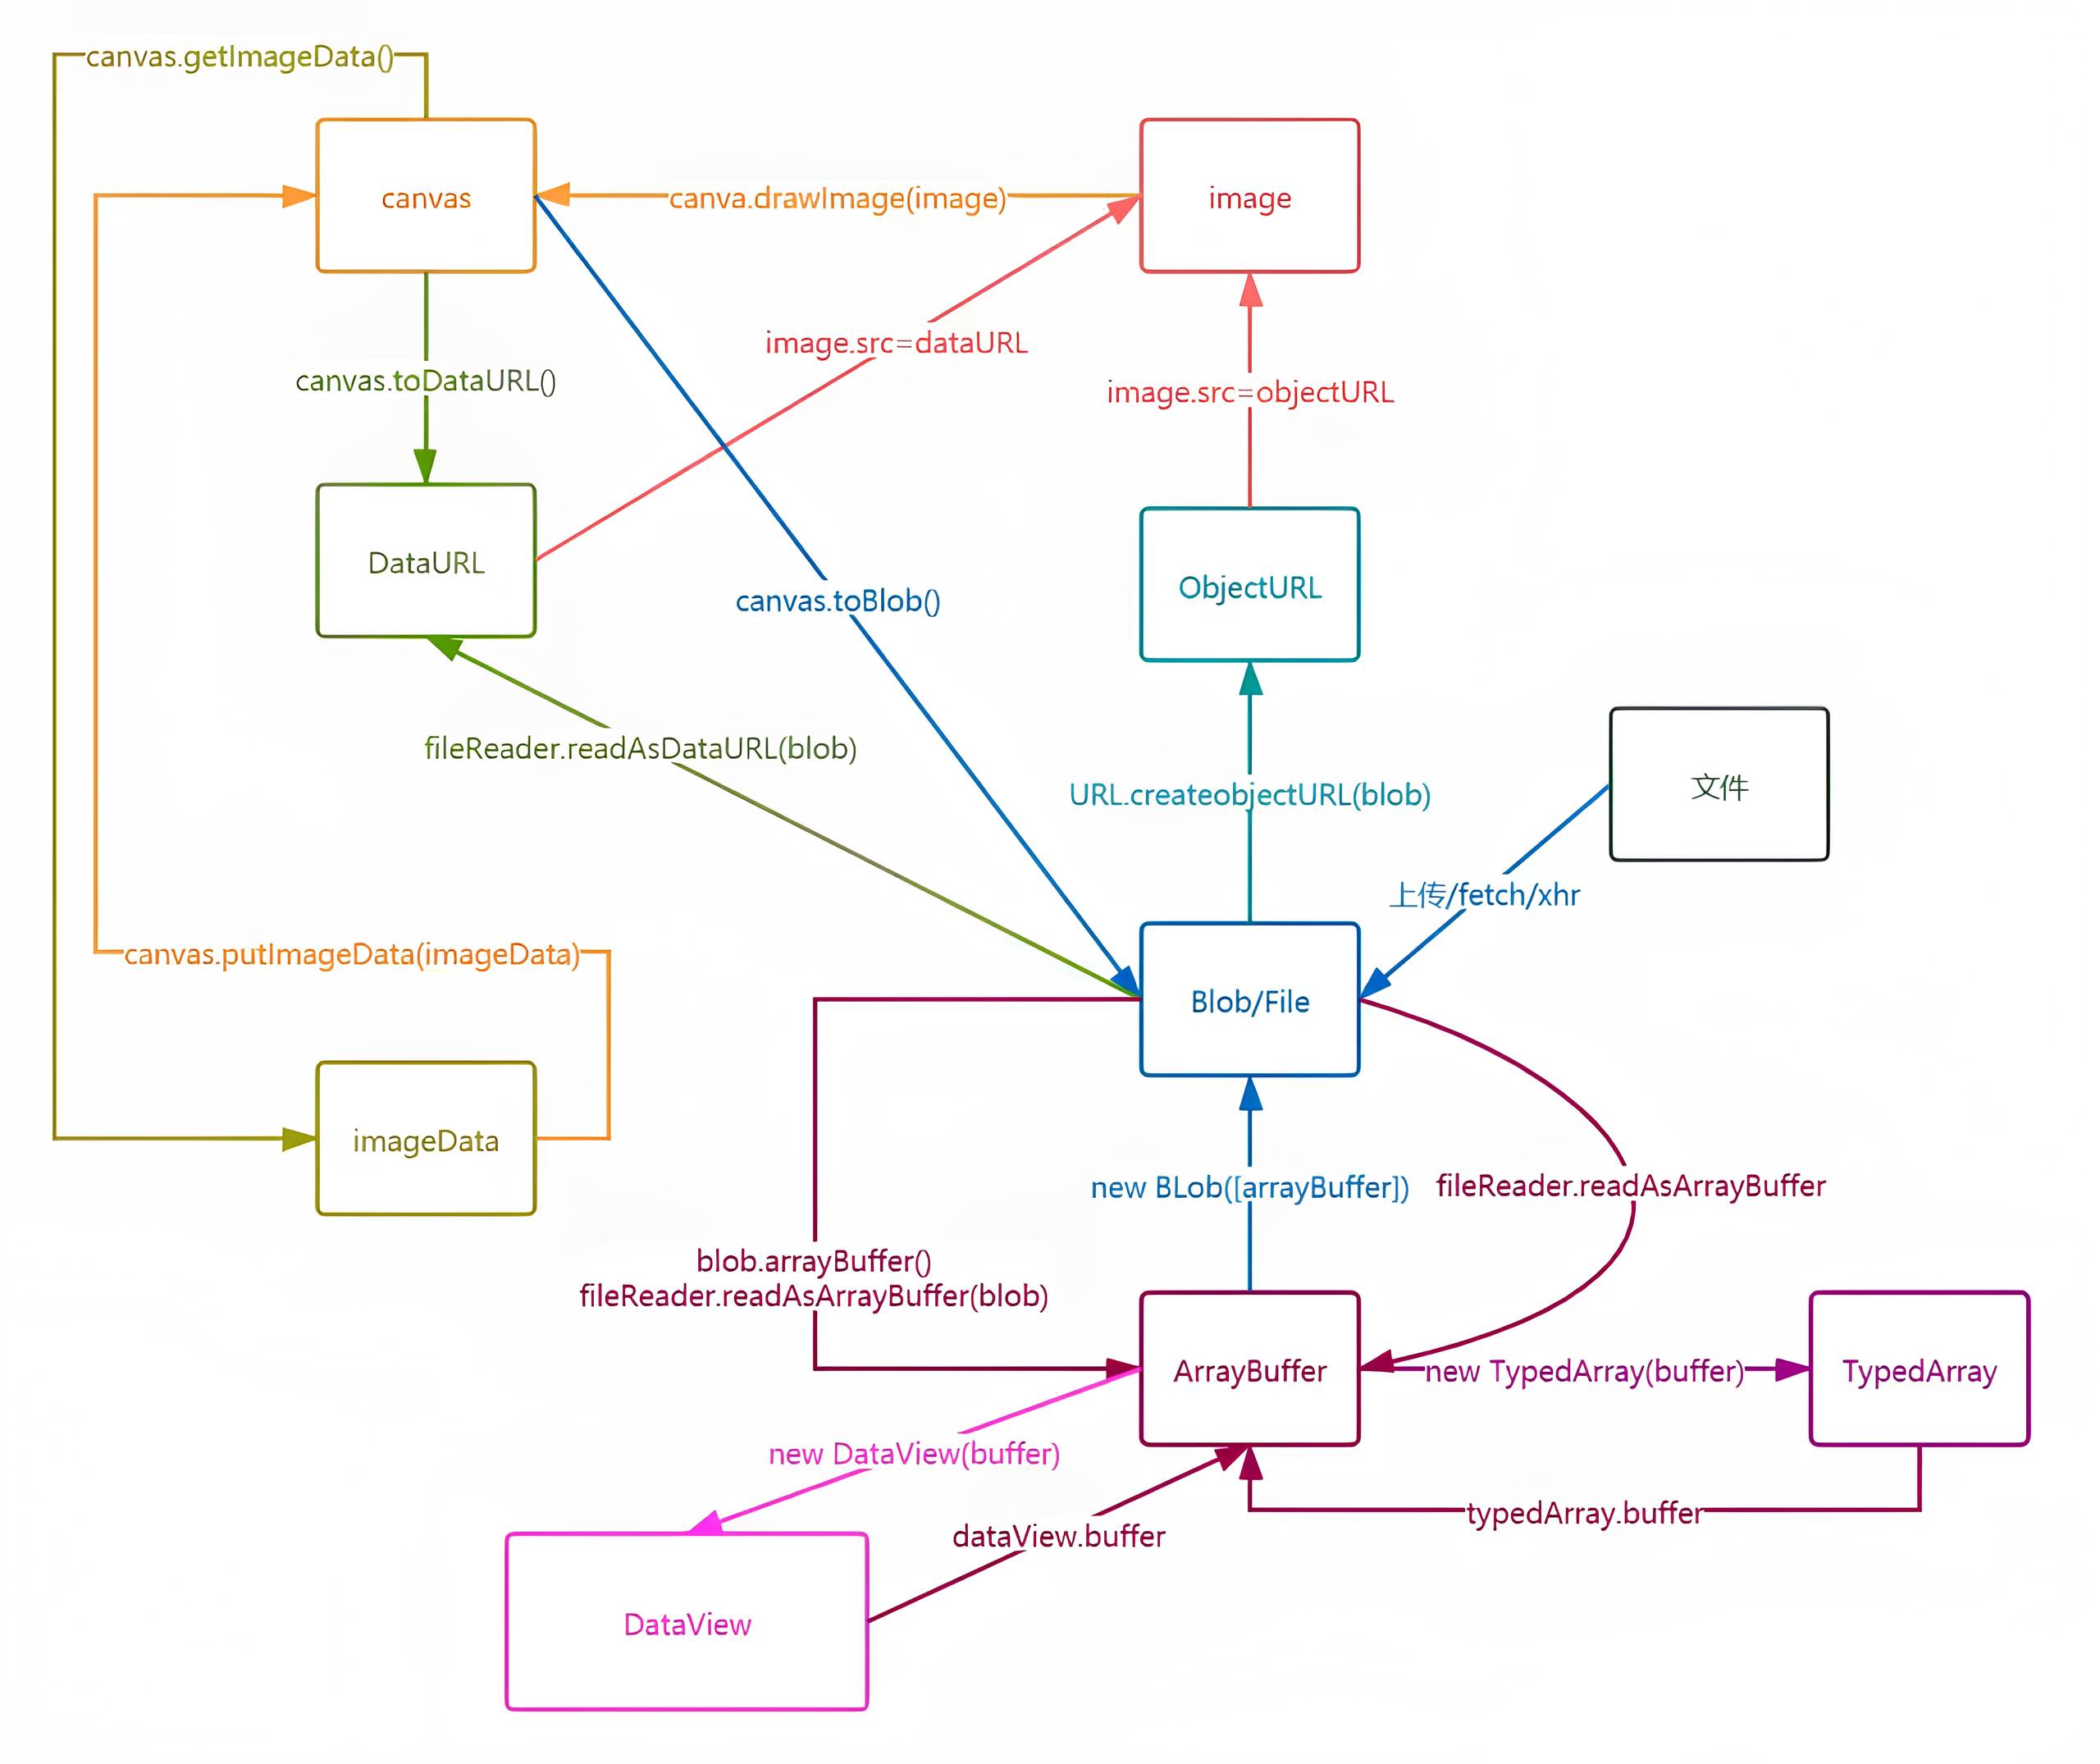 canvas.getImageData()
canvas
canva.drawImage(image)
image
image.src=dataURL
canvas.toDataURL()
image.src=objectURL
DataURL
ObjectURL
canvas.toBlob()
fileReader.readAsDataURL(blob)
文件
URL.createobjectURL(blob)
上传/fetch/xhr
canvas.putImageData(imageData)
Blob/File
imageData
new BLob([arrayBuffer])
fileReader.readAsArrayBuffer
blob.arrayBuffer()
fileReader.readAsArrayBuffer(blob)
ArrayBuffer
new TypedArray(buffer)
TypedArray
new DataView(buffer)
typedArray.buffer
dataView.buffer
DataView